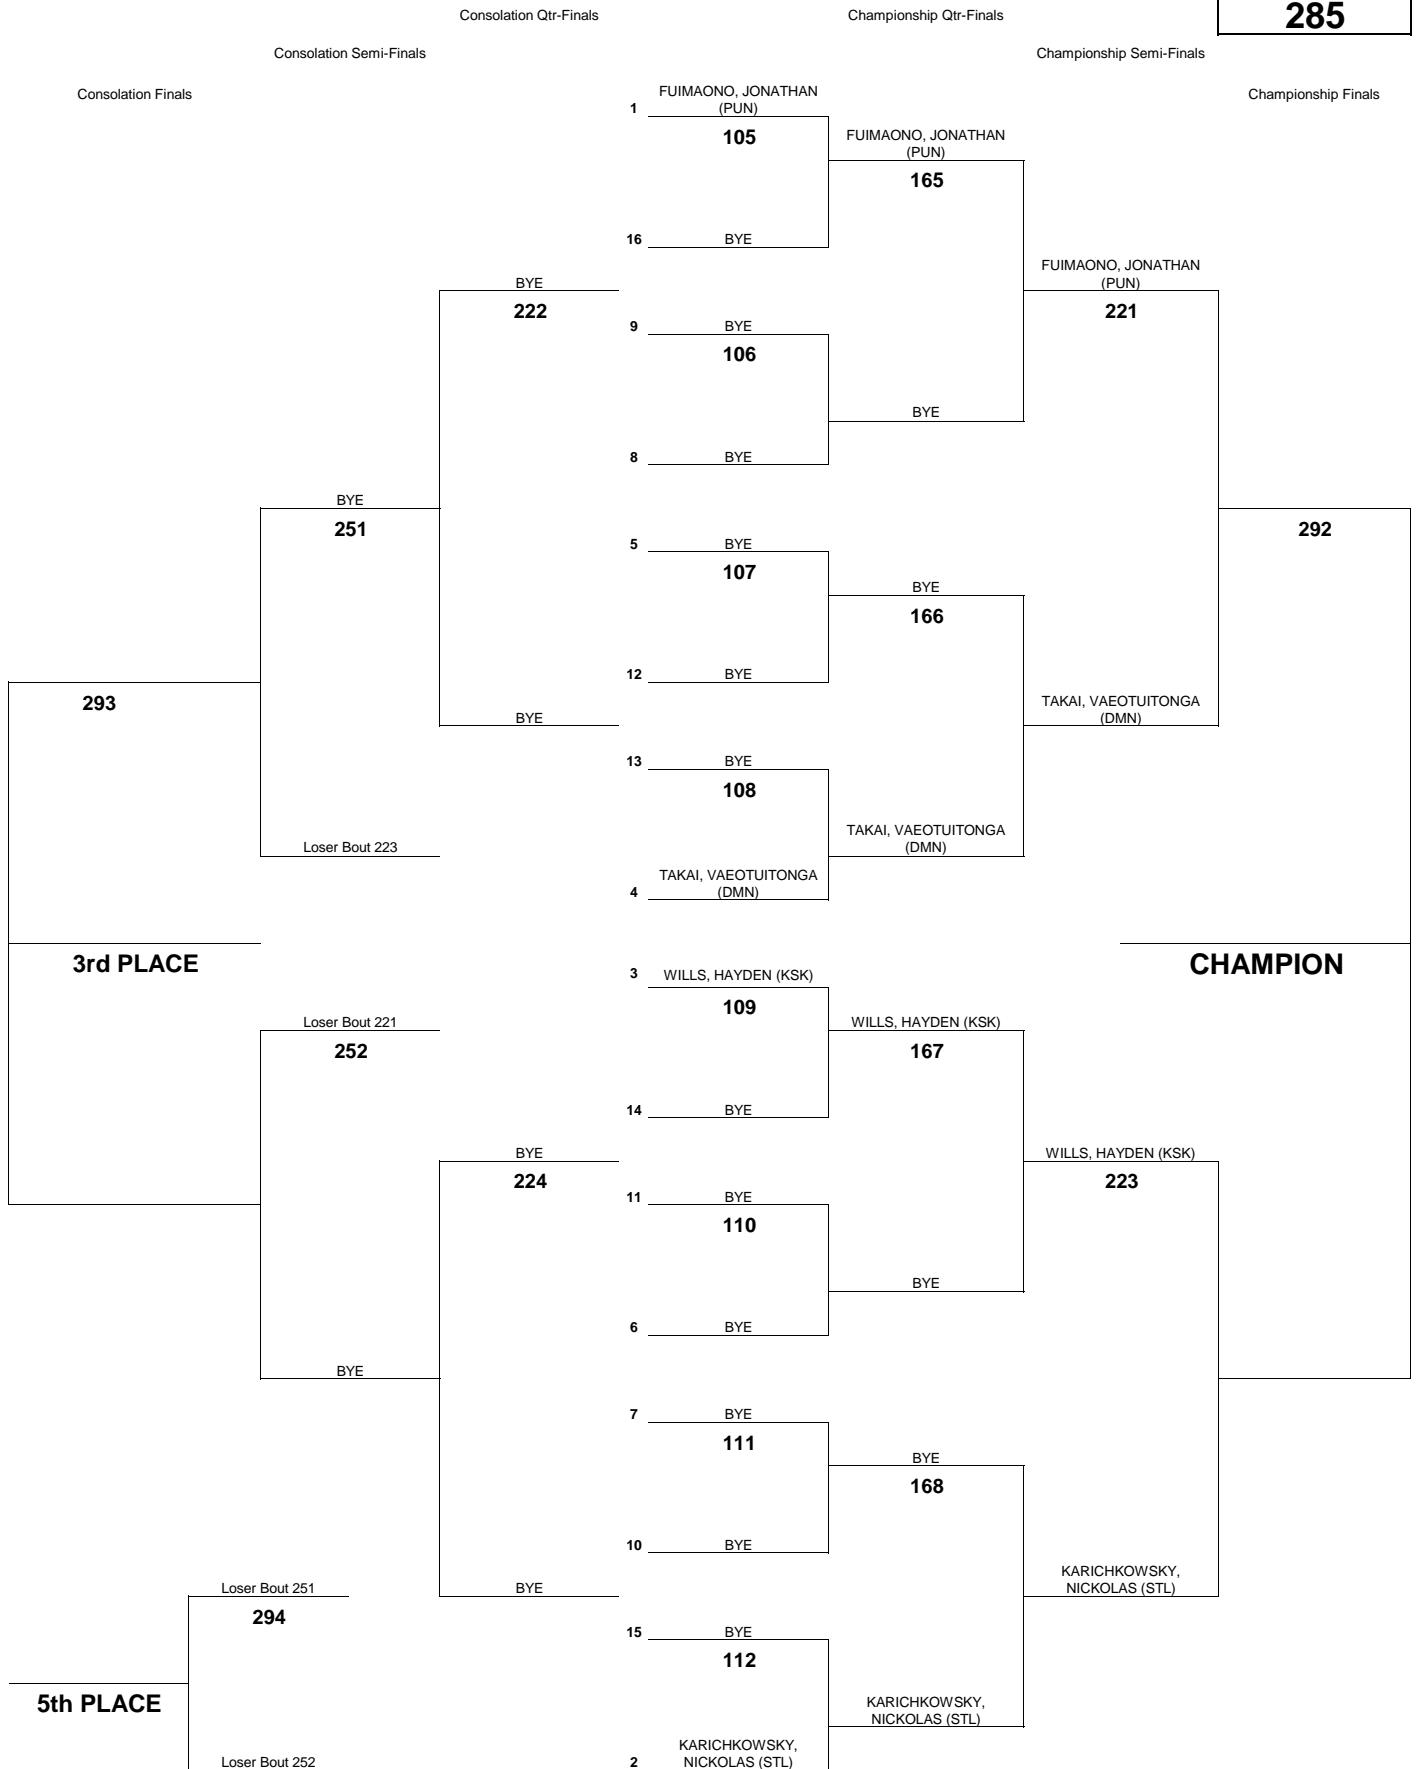 Consolation Qtr-Finals
Championship Qtr-Finals
285
Consolation Semi-Finals
Championship Semi-Finals
Consolation Finals
Championship Finals
1
FUIMAONO, JONATHAN
(PUN)
105
FUIMAONO, JONATHAN
(PUN)
165
16
BYE
FUIMAONO, JONATHAN
(PUN)
221
BYE
222
9
BYE
106
BYE
8
BYE
BYE
251
292
5
BYE
107
BYE
166
12
BYE
293
TAKAI, VAEOTUITONGA
(DMN)
BYE
13
BYE
108
TAKAI, VAEOTUITONGA
(DMN)
Loser Bout 223
4
TAKAI, VAEOTUITONGA
(DMN)
3rd PLACE
CHAMPION
3
WILLS, HAYDEN (KSK)
109
Loser Bout 221
252
WILLS, HAYDEN (KSK)
167
14
BYE
BYE
224
WILLS, HAYDEN (KSK)
223
11
BYE
110
BYE
6
BYE
BYE
7
BYE
111
BYE
168
10
BYE
KARICHKOWSKY,
NICKOLAS (STL)
Loser Bout 251
294
BYE
15
BYE
112
5th PLACE
KARICHKOWSKY,
NICKOLAS (STL)
Loser Bout 252
2
KARICHKOWSKY,
NICKOLAS (STL)